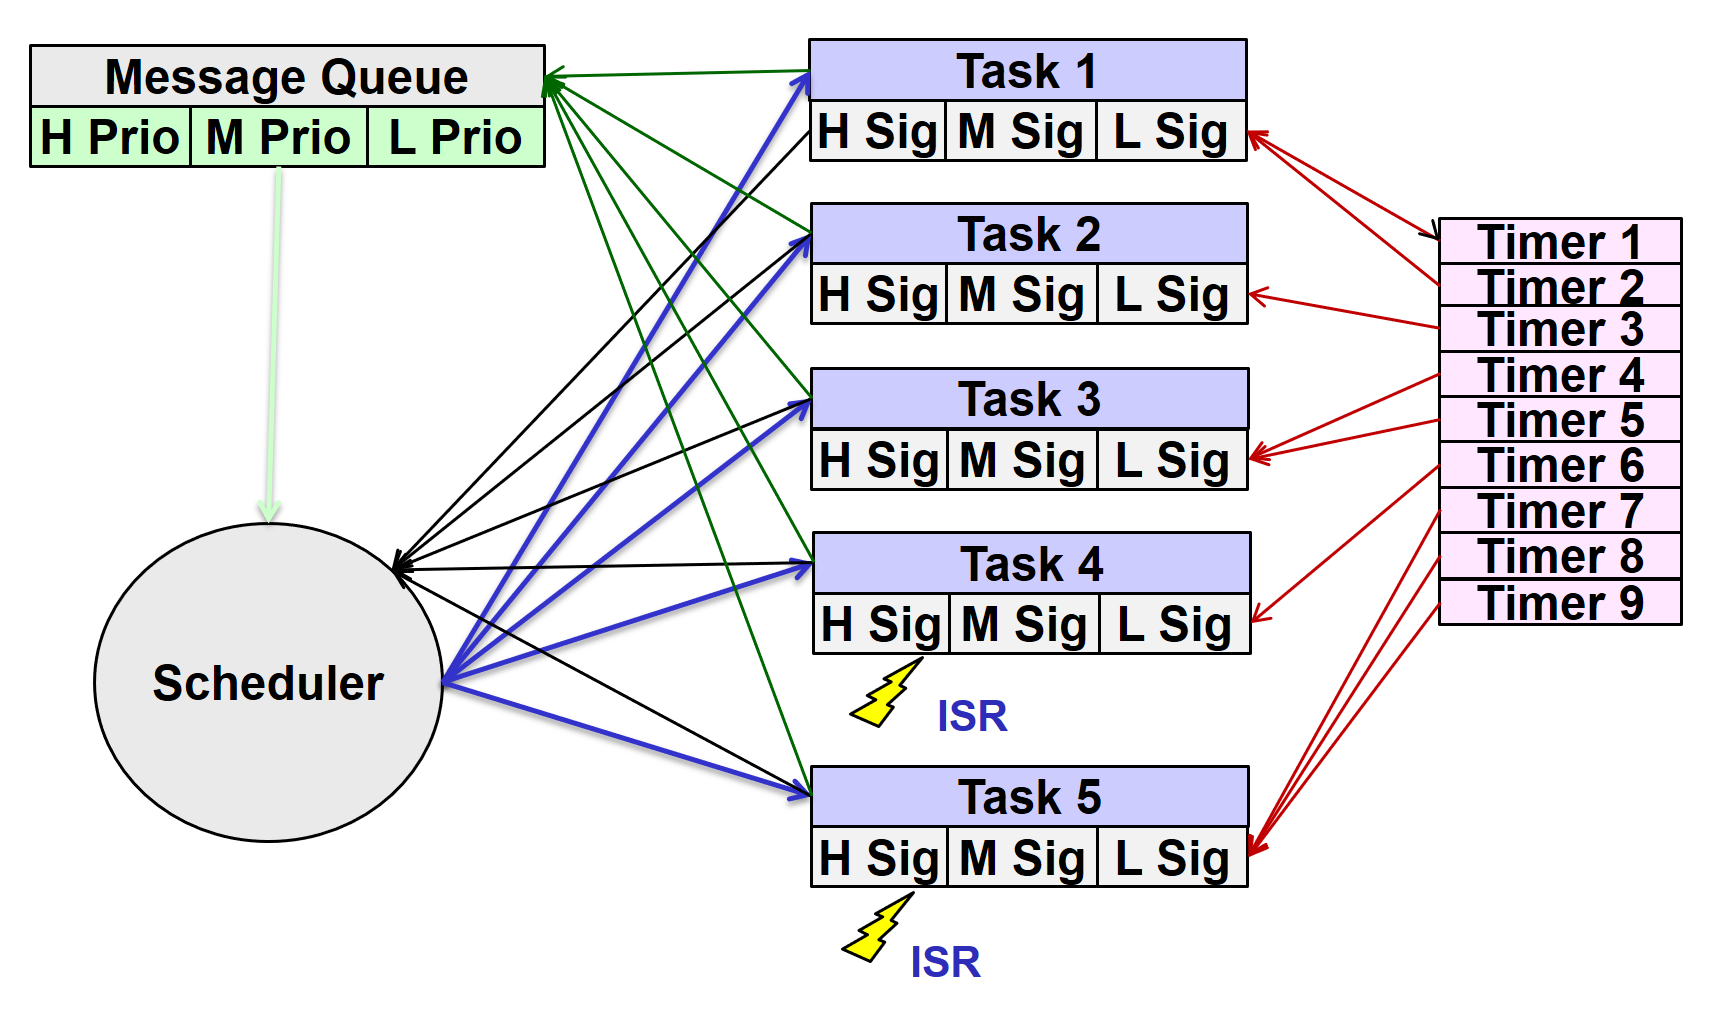 Message Queue
H Prio M Prio L Prio
Scheduler
Task 1
H Sig M Sig L Sig
Task 2
H Sig M Sig L Sig
Task 3
H Sig M Sig L Sig
Task 4
H Sig M Sig L Sig
ISR
Task 5
H Sig M Sig L Sig
ISR
Timer 1
Timer 2
Timer 3
Timer 4
Timer 5
Timer 6
Timer 7
Timer 8
Timer 9